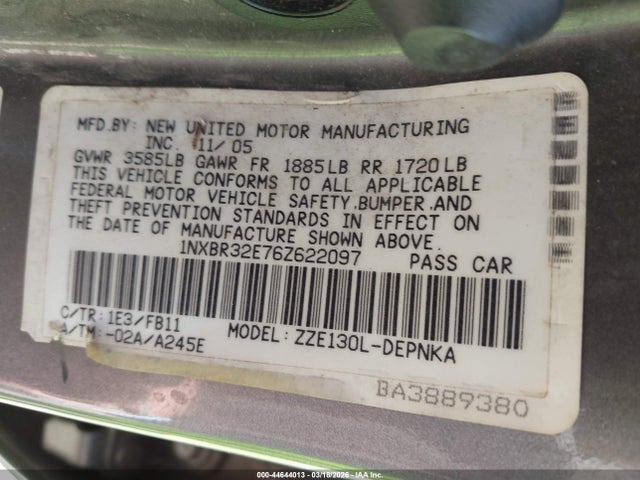 MFD.BY: NEW UNITED MOTOR MANUFACTURING
INC. 11/05
GVWR 3585LB GAWR FR 1885LB RR 1720LB
THIS VEHICLE CONFORMS TO ALL APPLICABLE
FEDERAL MOTOR VEHICLE SAFETY,BUMPER,AND
THEFT PREVENTION STANDARDS IN EFFECT ON
THE DATE OF MANUFACTURE SHOWN ABOVE.
1NXBR32E76Z622097 PASS CAR
C/TR:1E3/FB11
A/TM:-02A/A245E MODEL:ZZE130L-DEPNKA
BA3889380
000-44644013 - 03/18/2026 - IAA Inc.